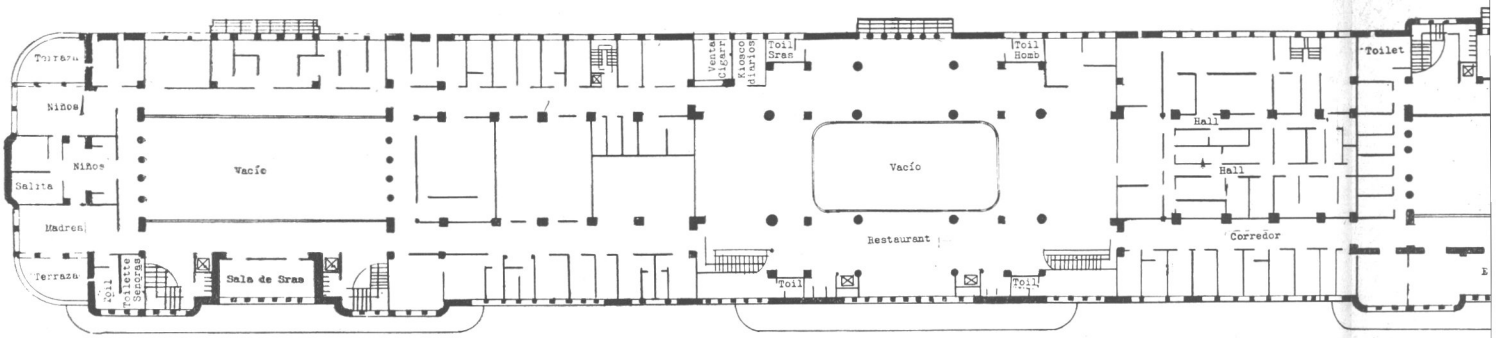 Terraza
Niños
Niños
Salita
Madres
Terraza
Toil
Toilette
Señoras
Vacío
Sala de Sras
Venta
Cigarr
Kiosco
diarios
Toil
Sras
Toil
Homb
Vacío
Restaurant
Toil
Toil
Hall
Hall
Corredor
Toilet
E